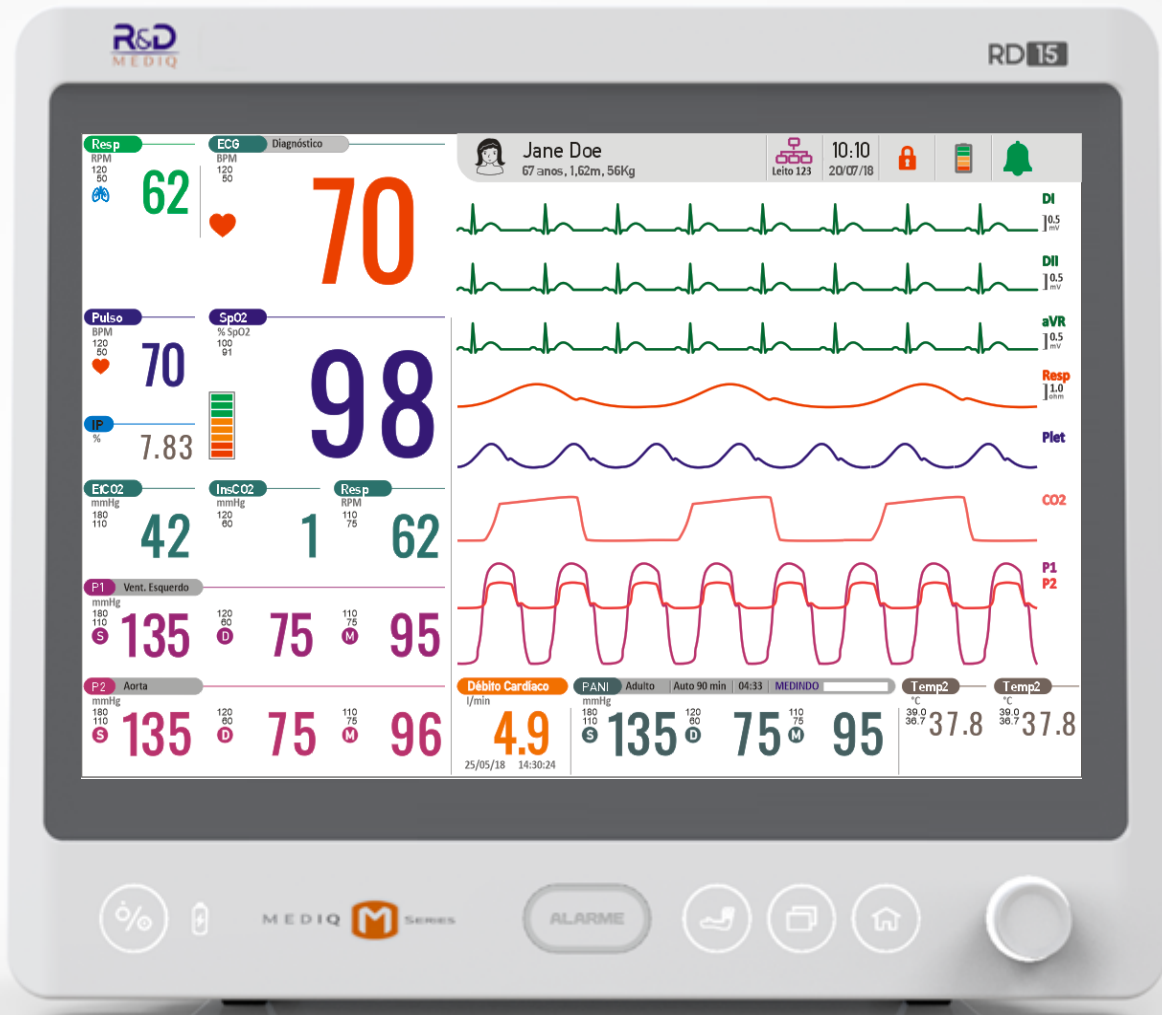 R&D
MEDIQ
RD 15
Resp
RPM
120
50
62
ECG Diagnóstico
BPM
120
50
70
Jane Doe
67 anos, 1,62m, 56Kg
Leito 123
10:10
20/07/18
DI
0.5
mV
DII
0.5
mV
aVR
0.5
mV
Resp
1.0
ohm
Plet
CO2
P1
P2
Pulso
BPM
120
50
70
SpO2
% SpO2
100
91
98
IP
%
7.83
EtCO2
mmHg
180
110
42
InsCO2
mmHg
120
60
1
Resp
RPM
110
75
62
P1 Vent. Esquerdo
mmHg
180
110
S
135
120
60
D
75
110
75
M
95
P2 Aorta
mmHg
180
110
S
135
120
60
D
75
110
75
M
96
Débito Cardíaco
l/min
4.9
25/05/18 14:30:24
PANI Adulto Auto 90 min 04:33 MEDINDO
mmHg
180
110
S
135
120
60
D
75
110
75
M
95
Temp2
°C
39.0
36.7
37.8
Temp2
°C
39.0
36.7
37.8
MEDIQ M SERIES
ALARME